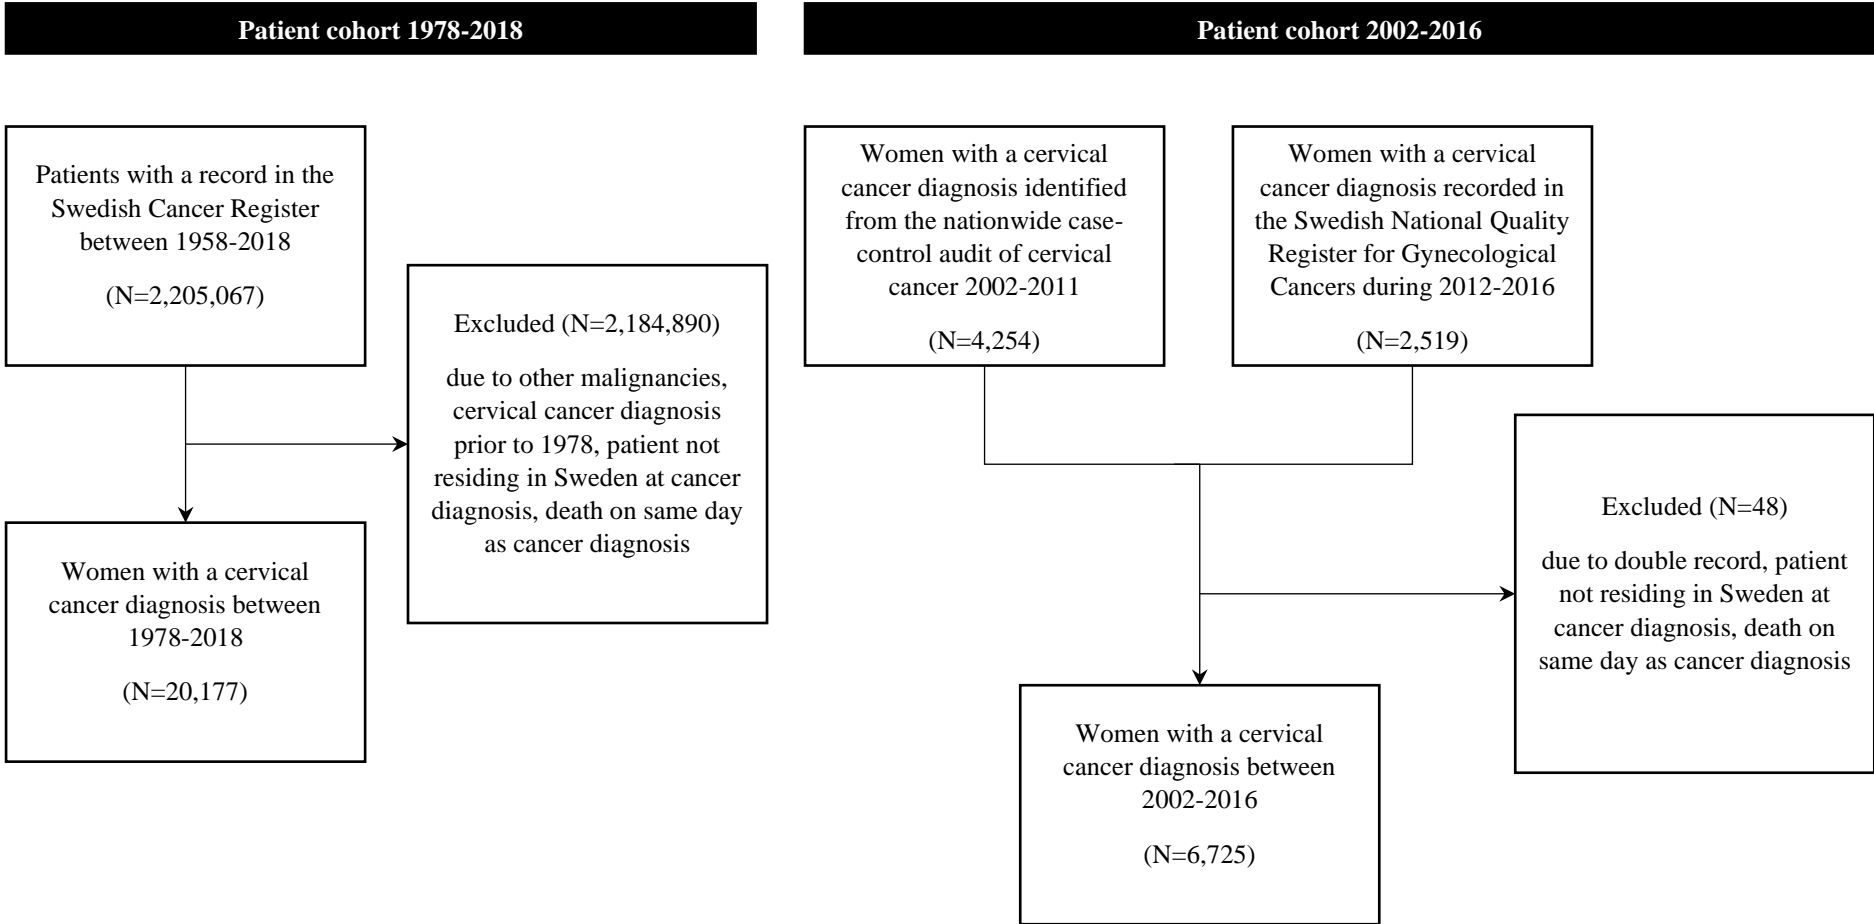 Patient cohort 1978-2018
Patient cohort 2002-2016
Patients with a record in the
Swedish Cancer Register
between 1958-2018
(N=2,205,067)
Excluded (N=2,184,890)
due to other malignancies,
cervical cancer diagnosis
prior to 1978, patient not
residing in Sweden at cancer
diagnosis, death on same day
as cancer diagnosis
Women with a cervical
cancer diagnosis between
1978-2018
(N=20,177)
Women with a cervical
cancer diagnosis identified
from the nationwide case-
control audit of cervical
cancer 2002-2011
(N=4,254)
Women with a cervical
cancer diagnosis recorded in
the Swedish National Quality
Register for Gynecological
Cancers during 2012-2016
(N=2,519)
Excluded (N=48)
due to double record, patient
not residing in Sweden at
cancer diagnosis, death on
same day as cancer diagnosis
Women with a cervical
cancer diagnosis between
2002-2016
(N=6,725)